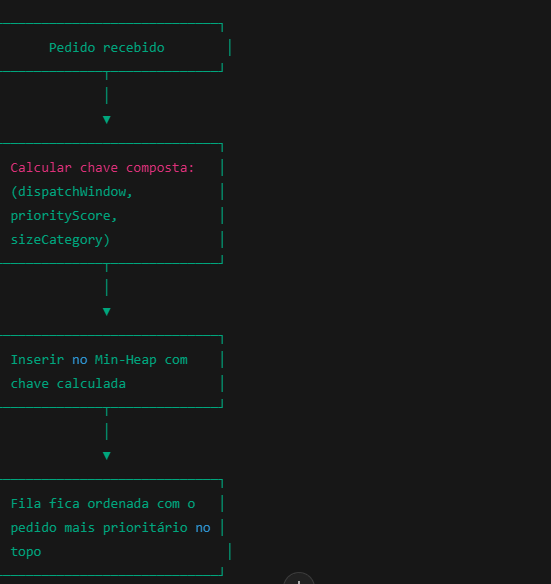 Pedido recebido
Calcular chave composta:
(dispatchWindow,
priorityScore,
sizeCategory)
Inserir no Min-Heap com
chave calculada
Fila fica ordenada com o
pedido mais prioritário no
topo